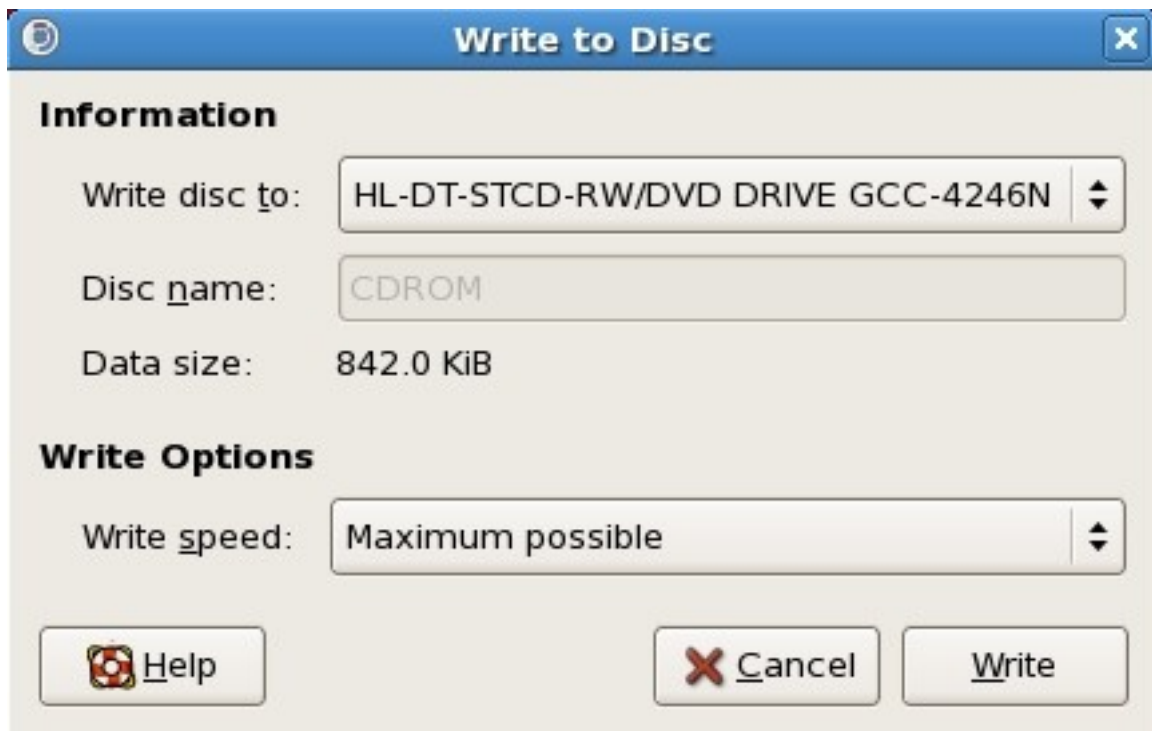 Write to Disc
Information
Write disc to: HL-DT-STCD-RW/DVD DRIVE GCC-4246N
Disc name: CDROM
Data size: 842.0 KiB
Write Options
Write speed: Maximum possible
Help Cancel Write